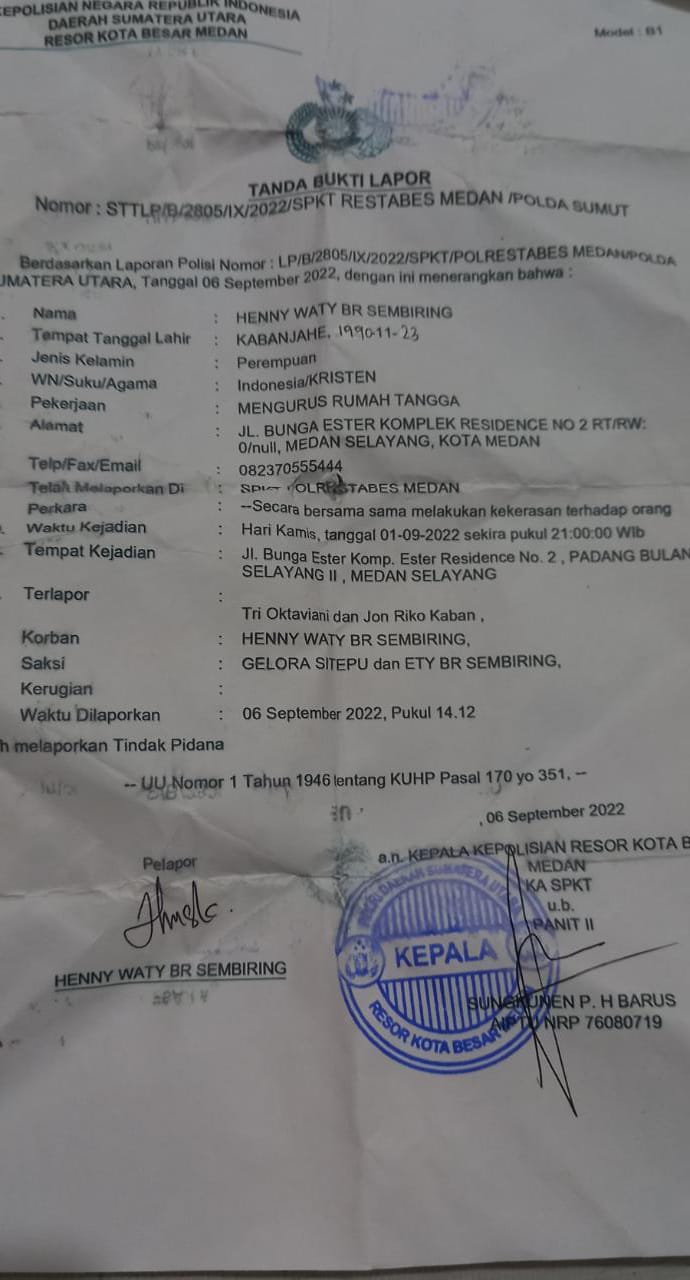 KEPOLISIAN NEGARA REPUBLIK INDONESIA
DAERAH SUMATERA UTARA
RESOR KOTA BESAR MEDAN
Model : B1
TANDA BUKTI LAPOR
Nomor : STTLP/B/2805/IX/2022/SPKT RESTABES MEDAN /POLDA SUMUT
Berdasarkan Laporan Polisi Nomor : LP/B/2805/IX/2022/SPKT/POLRESTABES MEDAN/POLDA
UMATERA UTARA, Tanggal 06 September 2022, dengan ini menerangkan bahwa :
Nama : HENNY WATY BR SEMBIRING
Tempat Tanggal Lahir : KABANJAHE, 1990-11-23
Jenis Kelamin : Perempuan
WN/Suku/Agama : Indonesia/KRISTEN
Pekerjaan : MENGURUS RUMAH TANGGA
Alamat : JL. BUNGA ESTER KOMPLEK RESIDENCE NO 2 RT/RW:
0/null, MEDAN SELAYANG, KOTA MEDAN
Telp/Fax/Email : 082370555444
Telah Melaporkan Di : SPKT POLRESTABES MEDAN
Perkara : --Secara bersama sama melakukan kekerasan terhadap orang
Waktu Kejadian : Hari Kamis, tanggal 01-09-2022 sekira pukul 21:00:00 Wib
Tempat Kejadian : Jl. Bunga Ester Komp. Ester Residence No. 2 , PADANG BULAN
SELAYANG II , MEDAN SELAYANG
Terlapor :
Tri Oktaviani dan Jon Riko Kaban ,
Korban : HENNY WATY BR SEMBIRING,
Saksi : GELORA SITEPU dan ETY BR SEMBIRING,
Kerugian :
Waktu Dilaporkan : 06 September 2022, Pukul 14.12
h melaporkan Tindak Pidana
-- UU Nomor 1 Tahun 1946 tentang KUHP Pasal 170 yo 351. --
, 06 September 2022
a.n. KEPALA KEPOLISIAN RESOR KOTA B
MEDAN
KA SPKT
u.b.
PANIT II
Pelapor
HENNY WATY BR SEMBIRING
KEPALA
RESOR KOTA BESAR
SUNGKUNEN P. H BARUS
AIPTU NRP 76080719